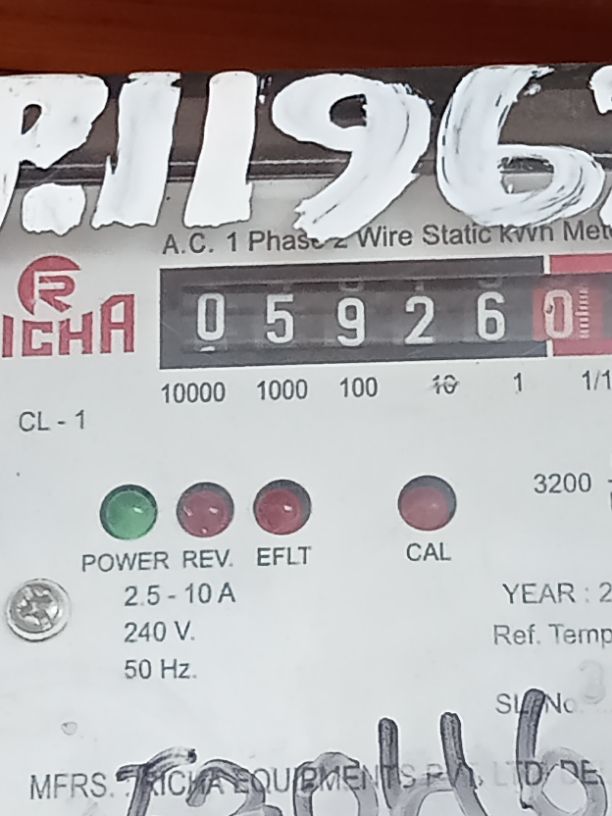 P.1196
A.C. 1 Phase 2 Wire Static kWh Met
RICHA
0 5 9 2 6 0
10000 1000 100 10 1 1/1
CL - 1
3200
POWER REV. EFLT CAL
2.5 - 10 A
YEAR : 2
240 V.
Ref. Temp
50 Hz.
SL. No.
MFRS. : RICHA EQUIPMENTS PVT. LTD. DE